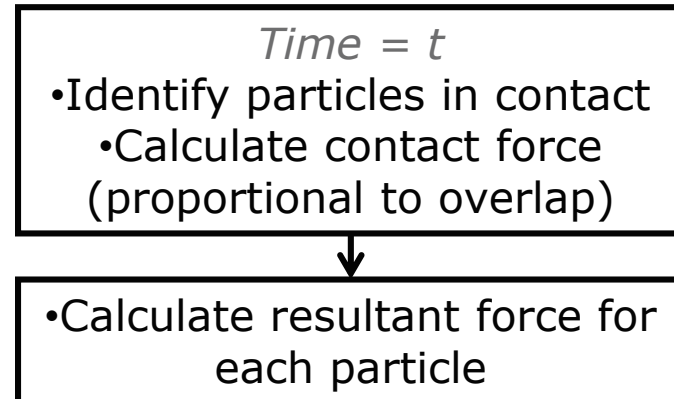 Time = t
•Identify particles in contact
•Calculate contact force
(proportional to overlap)
•Calculate resultant force for
each particle